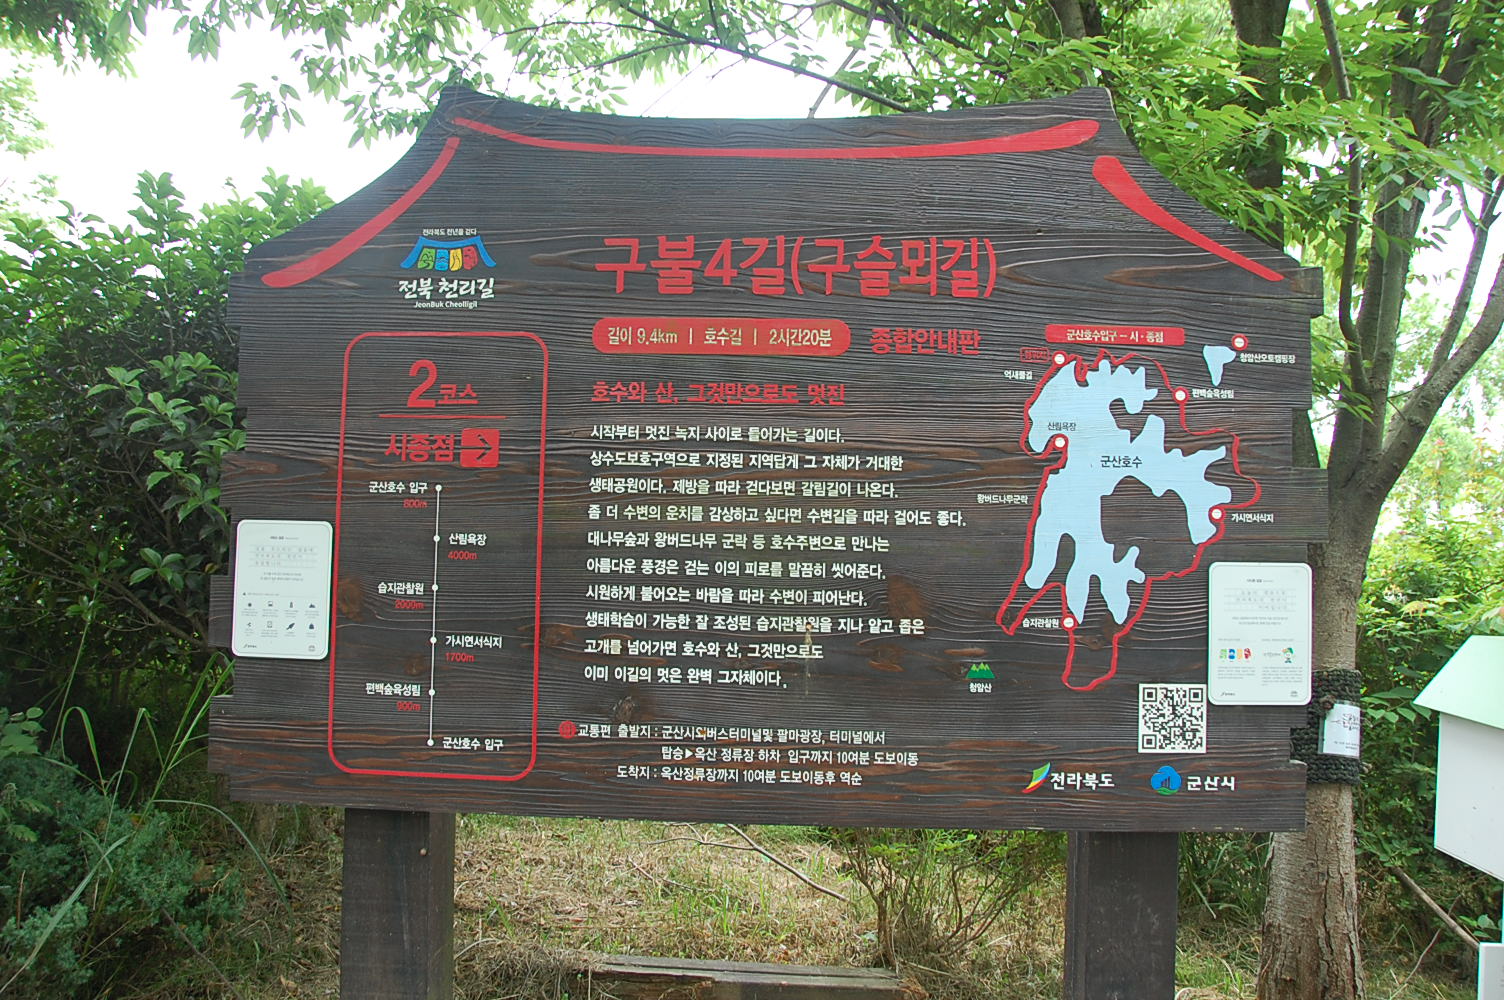 전라북도 천년을 걷다
전북 천리길
JeonBuk Cheolligil
구불4길(구슬뫼길)
길이 9.4km | 호수길 | 2시간20분
종합안내판
2코스
시종점
군산호수 입구
800m
산림욕장
4000m
습지관찰원
2000m
가시연서식지
1700m
편백숲육성림
900m
군산호수 입구
호수와 산, 그것만으로도 멋진
시작부터 멋진 녹지 사이로 들어가는 길이다.
상수도보호구역으로 지정된 지역답게 그 자체가 거대한
생태공원이다. 제방을 따라 걷다보면 갈림길이 나온다.
좀 더 수변의 운치를 감상하고 싶다면 수변길을 따라 걸어도 좋다.
대나무숲과 왕버드나무 군락 등 호수주변으로 만나는
아름다운 풍경은 걷는 이의 피로를 말끔히 씻어준다.
시원하게 불어오는 바람을 따라 수변이 피어난다.
생태학습이 가능한 잘 조성된 습지관찰원을 지나 얕고 좁은
고개를 넘어가면 호수와 산, 그것만으로도
이미 이길의 멋은 완벽 그자체이다.
교통편 출발지 : 군산시외버스터미널및 팔마광장, 터미널에서
탑승▶옥산 정류장 하차 입구까지 10여분 도보이동
도착지 : 옥산정류장까지 10여분 도보이동후 역순
군산호수입구 - 시·종점
현위치
억새풀길
청암산오토캠핑장
편백숲육성림
산림욕장
군산호수
왕버드나무군락
가시연서식지
습지관찰원
청암산
전라북도
군산시